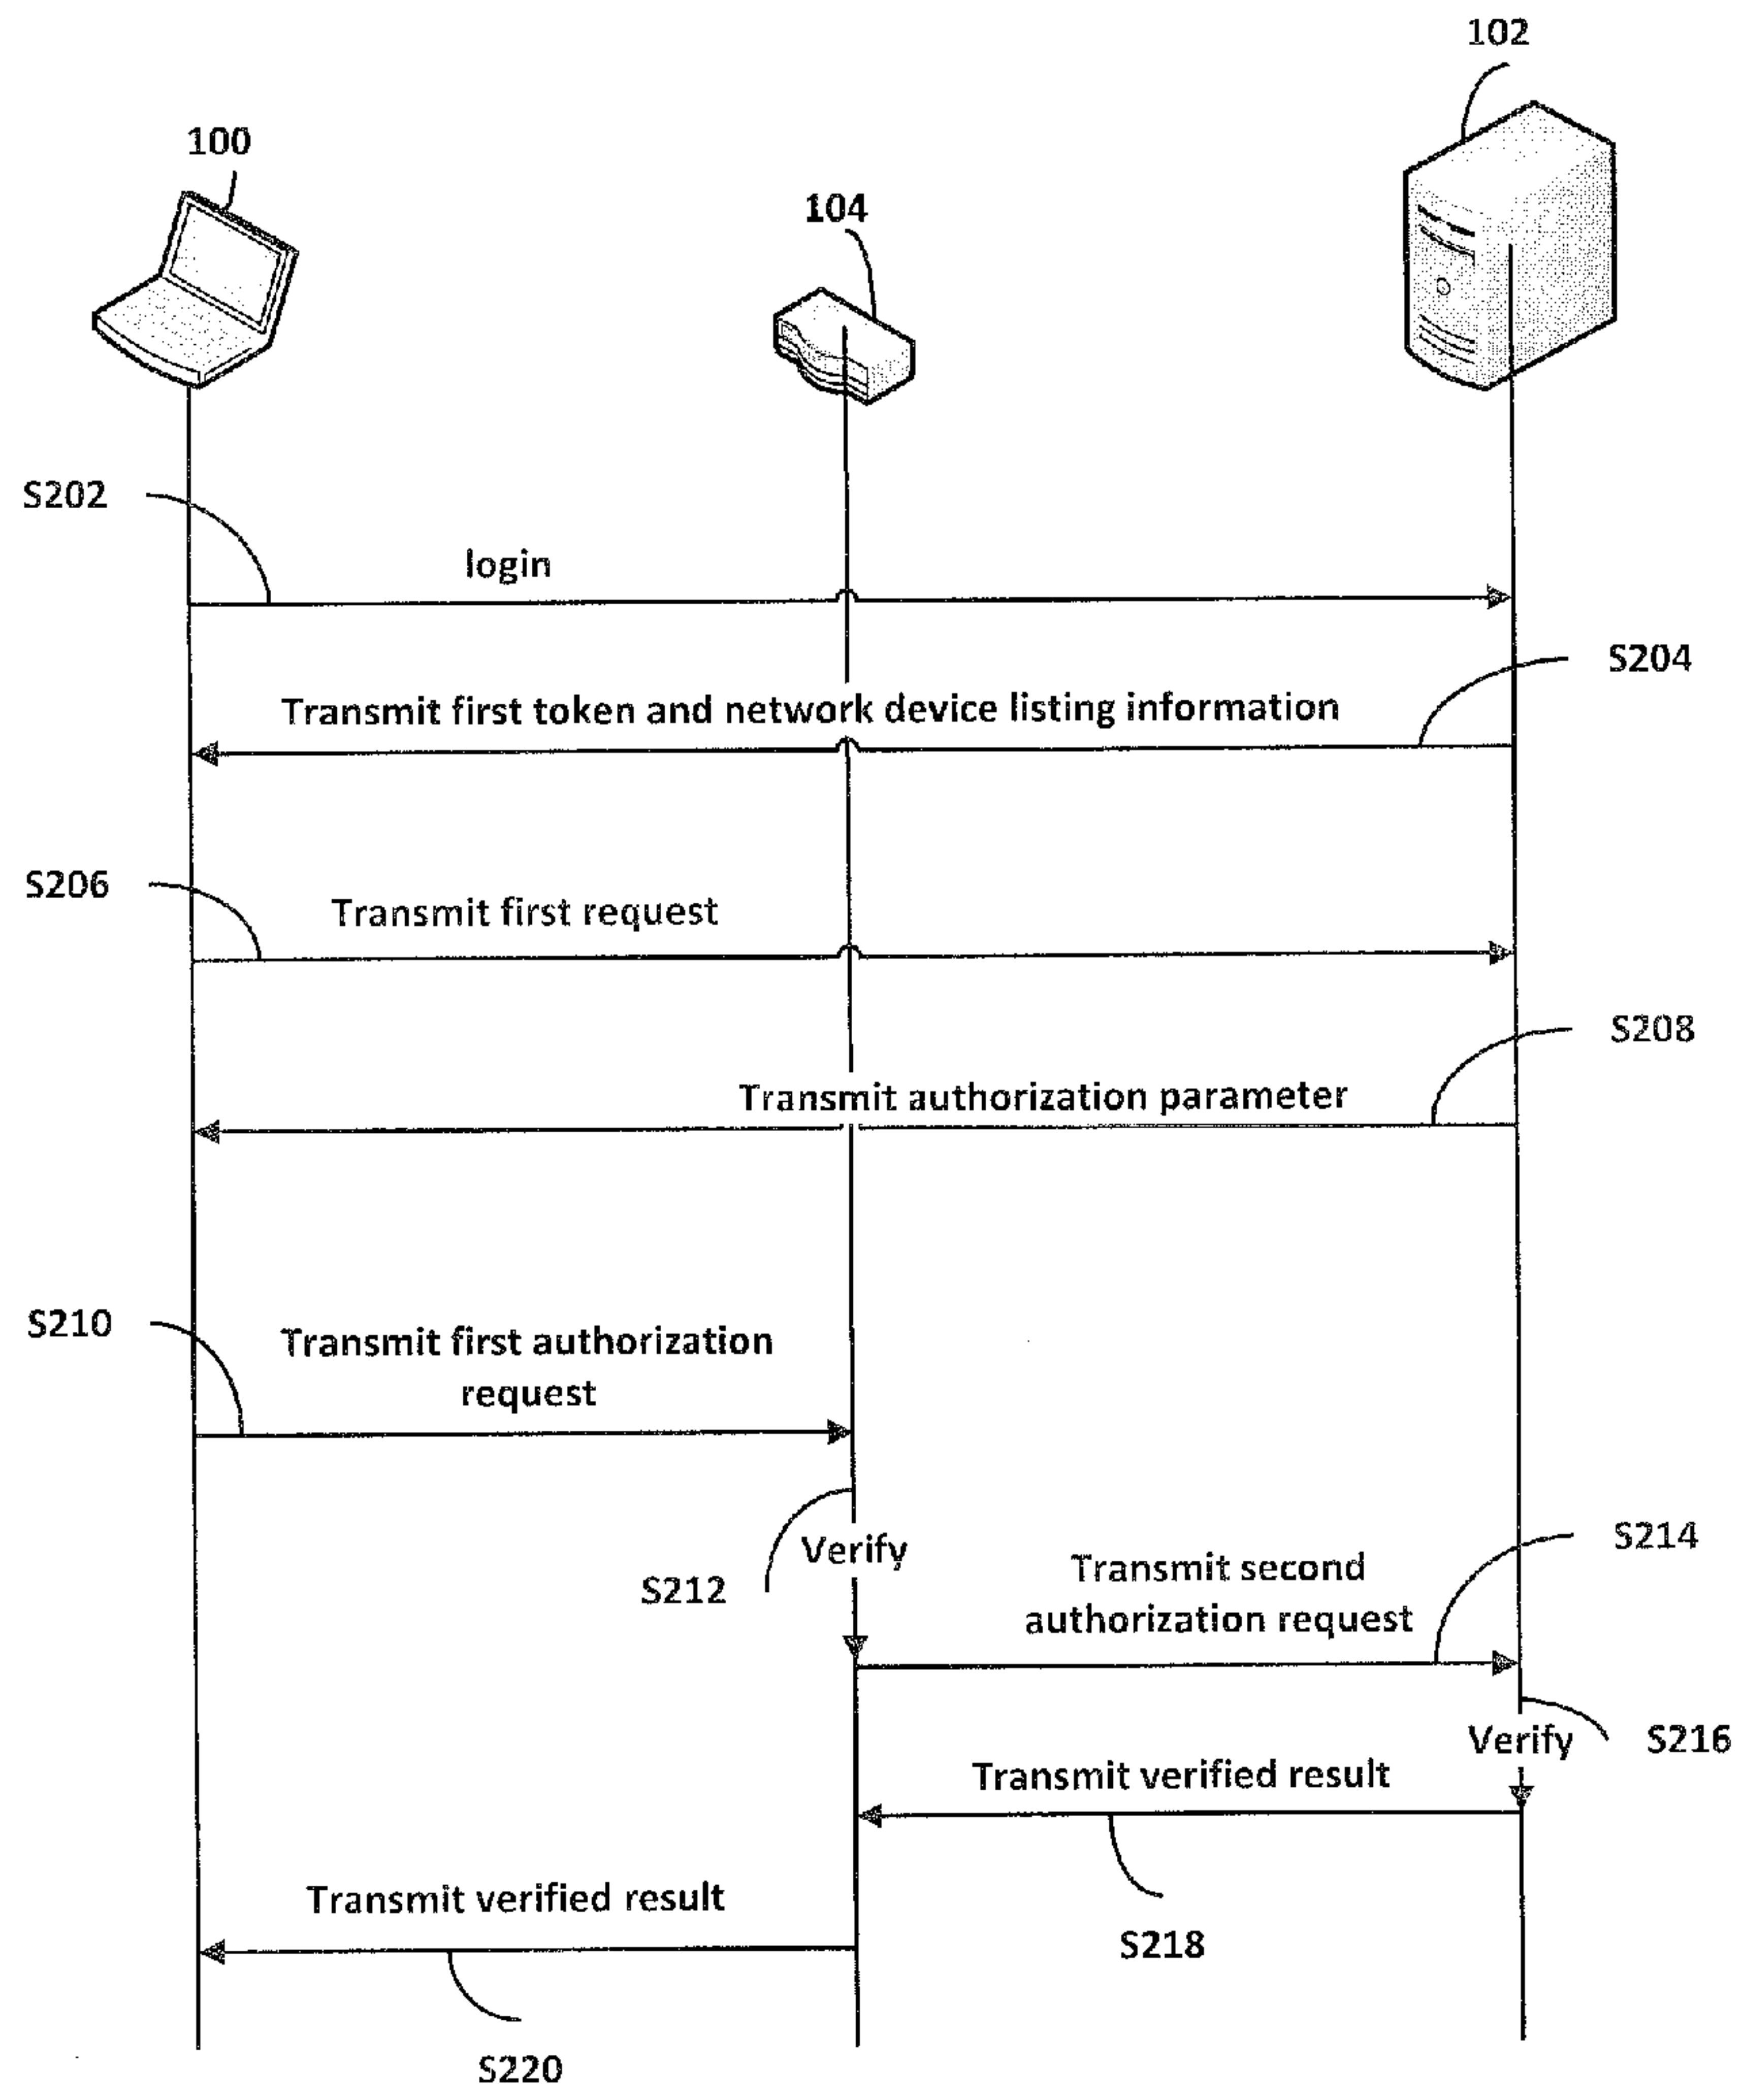 102
100
104
S202
login
S204
Transmit first token and network device listing information
S206
Transmit first request
S208
Transmit authorization parameter
S210
Transmit first authorization
request
S212
Verify
S214
Transmit second
authorization request
Verify
S216
Transmit verified result
S218
Transmit verified result
S220